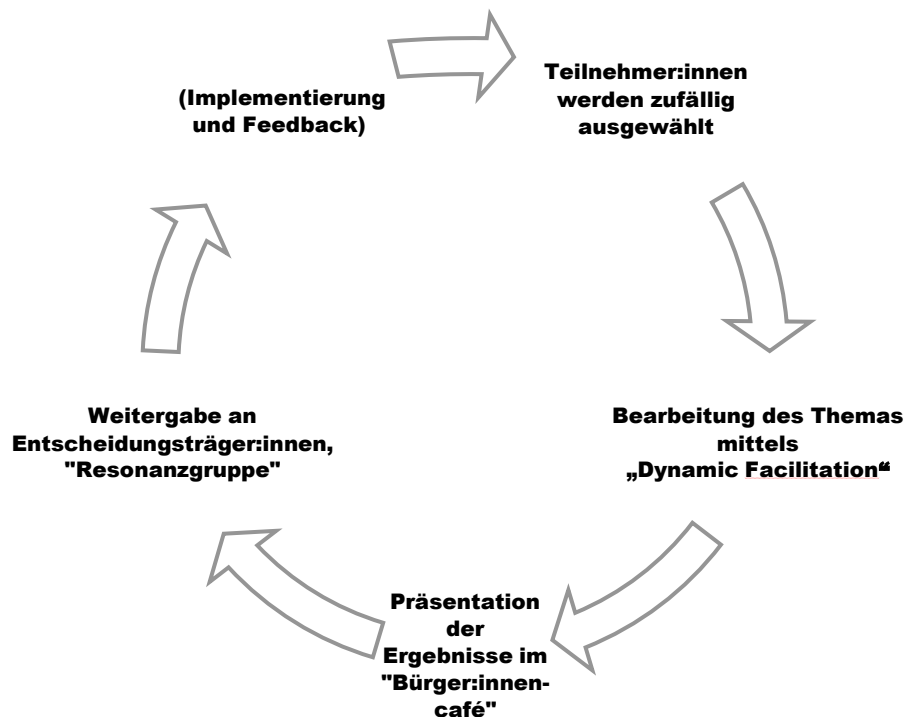 Teilnehmer:innen
werden zufällig
ausgewählt
Bearbeitung des Themas
mittels
„Dynamic Facilitation“
Präsentation
der
Ergebnisse im
"Bürger:innen-
café"
Weitergabe an
Entscheidungsträger:innen,
"Resonanzgruppe"
(Implementierung
und Feedback)